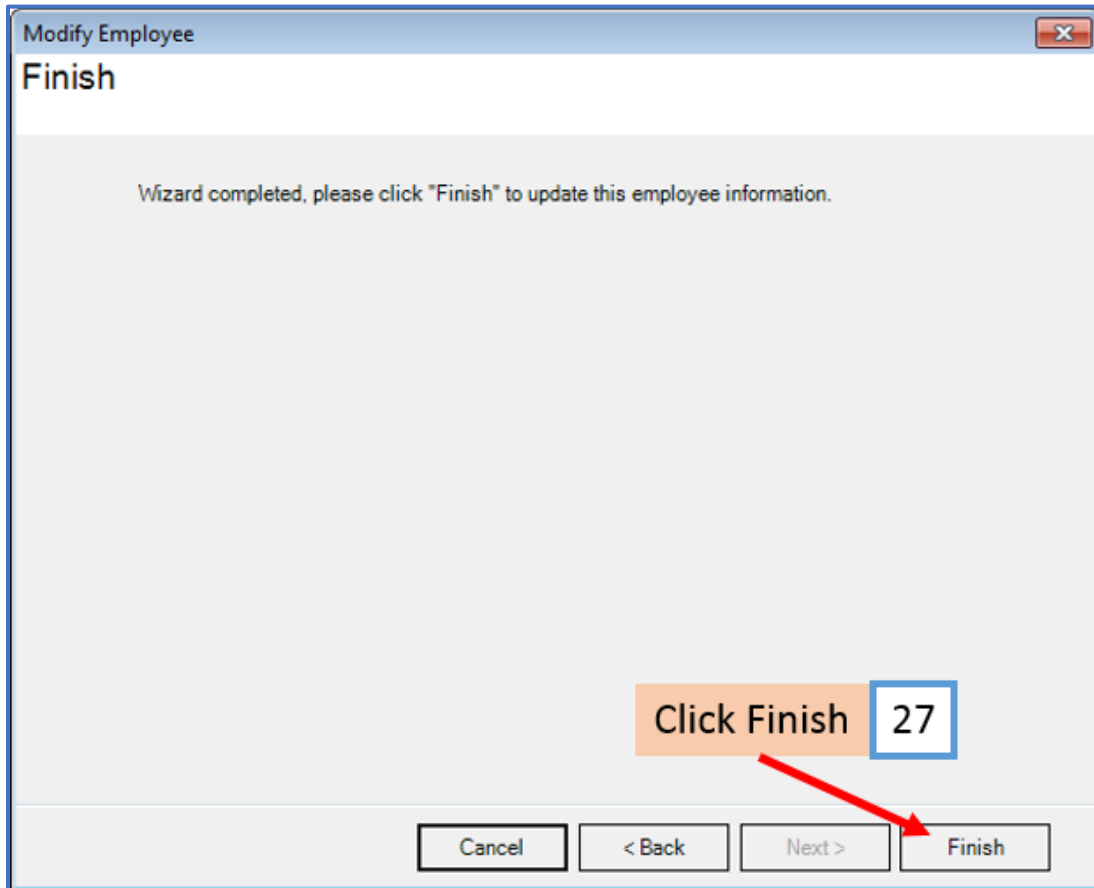 Modify Employee
Finish
Wizard completed, please click "Finish" to update this employee information.
Click Finish 27
Cancel < Back Next > Finish